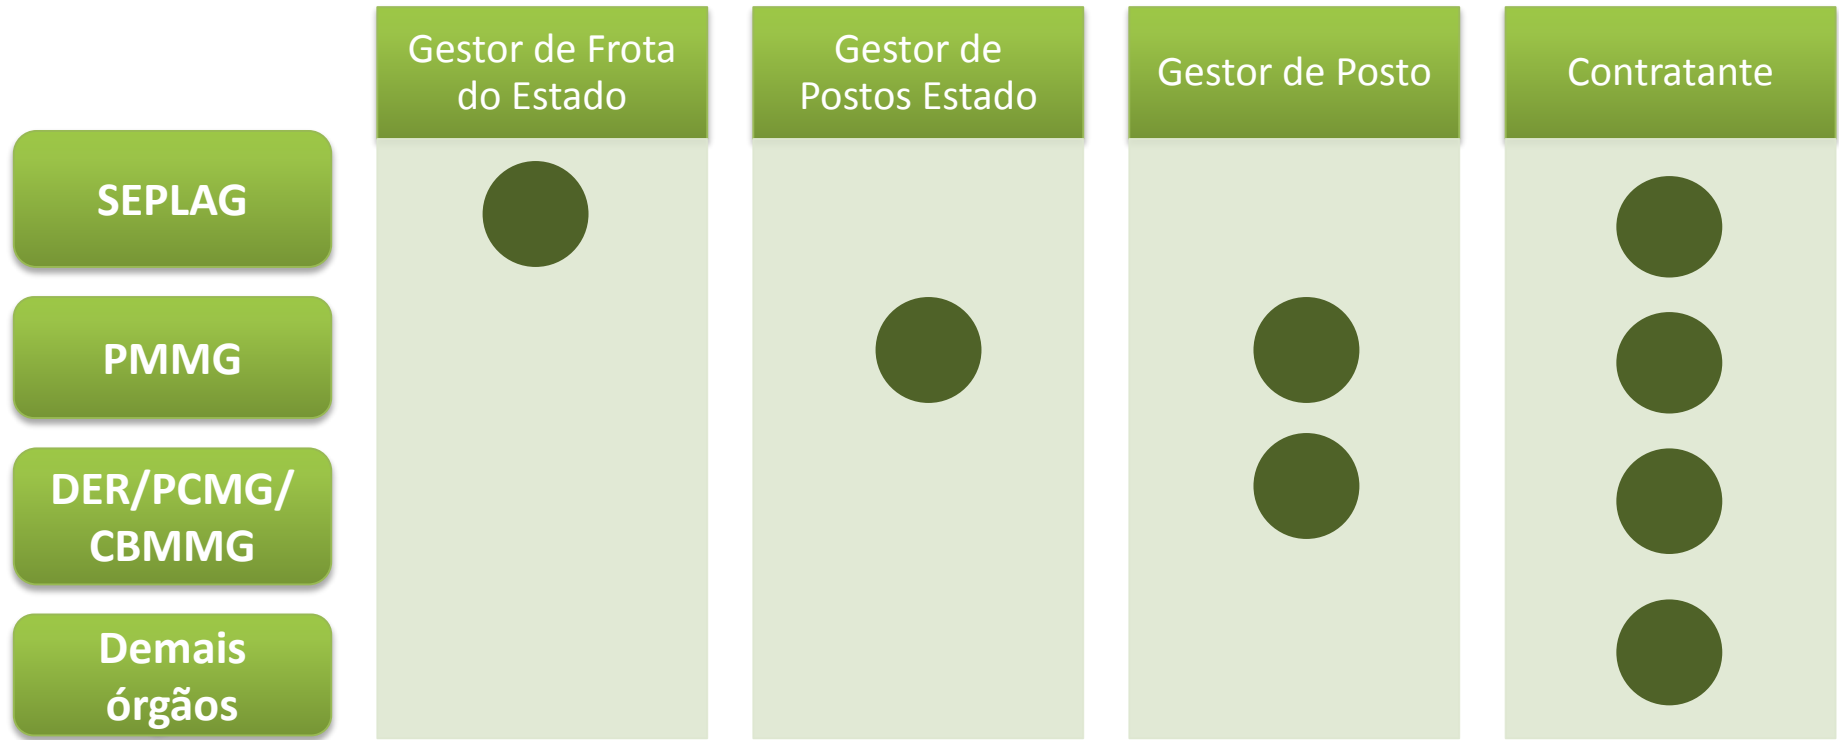 Gestor de Frota
do Estado
Gestor de
Postos Estado
Gestor de Posto
Contratante
SEPLAG
PMMG
DER/PCMG/
CBMMG
Demais
órgãos